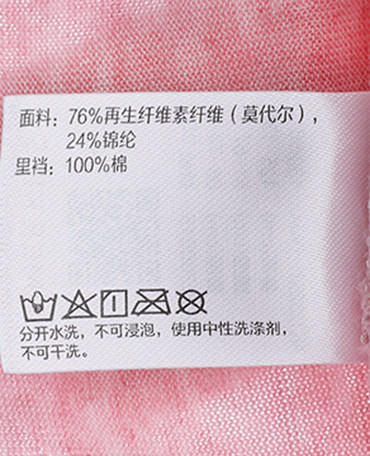 面料：76%再生纤维素纤维（莫代尔），
24%锦纶
里裆：100%棉
分开水洗，不可浸泡，使用中性洗涤剂，
不可干洗。